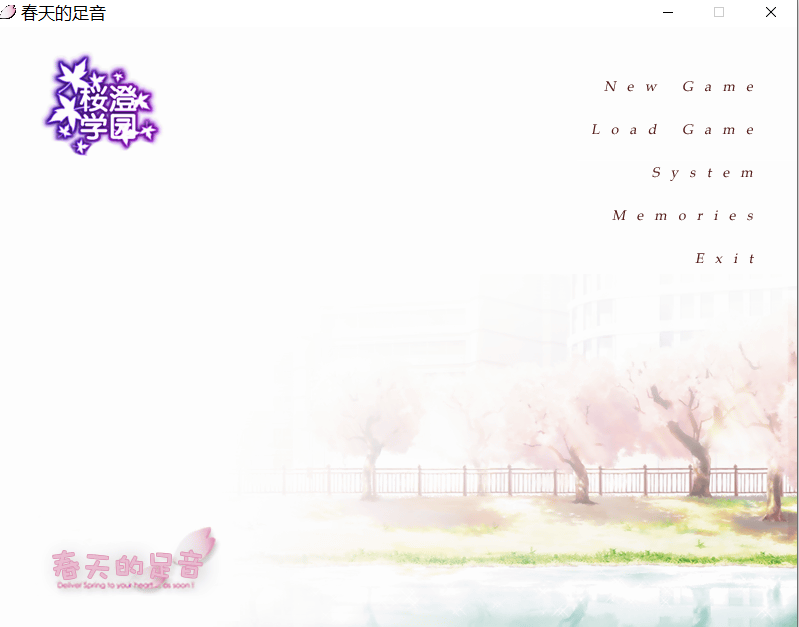 春天的足音
桜澄
学园
New Game
Load Game
System
Memories
Exit
春天的足音
Deliver Spring to your heart... as soon!